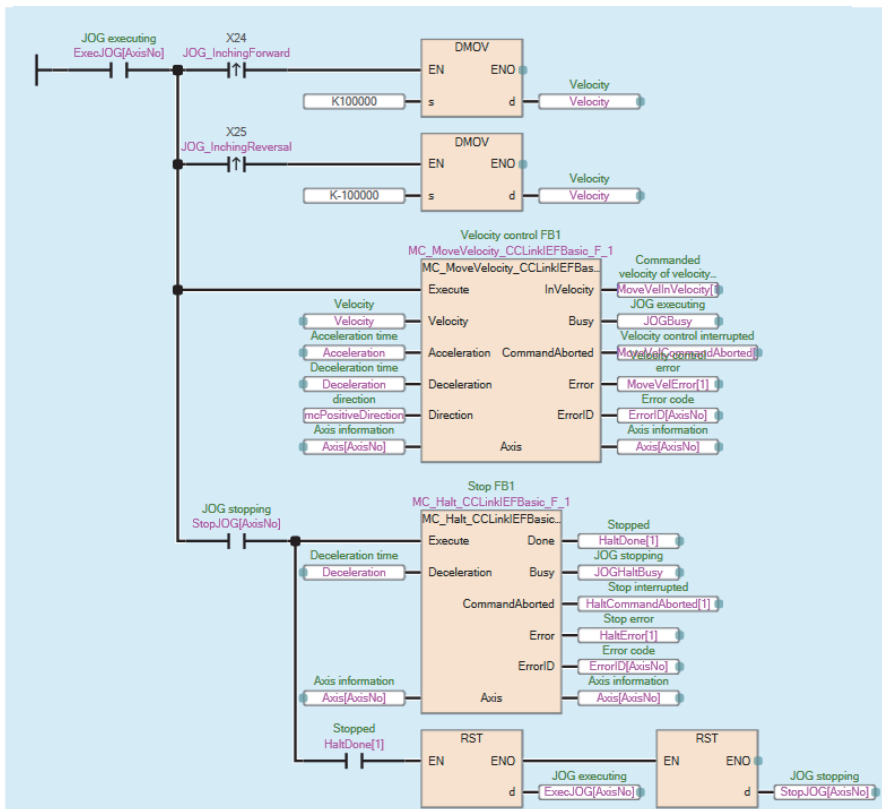 JOG executing
ExecJOG[AxisNo]
X24
JOG_InchingForward
DMOV
EN ENO
K100000 s d
Velocity
Velocity
X25
JOG_InchingReversal
DMOV
EN ENO
K-100000 s d
Velocity
Velocity
Velocity control FB1
MC_MoveVelocity_CCLinkIEFBasic_F_1
MC_MoveVelocity_CCLinkIEFBas...
Execute InVelocity
Commanded
velocity of velocity...
MoveVelInVelocity[1
Velocity
Velocity
Velocity Busy
JOG executing
JOGBusy
Acceleration time
Acceleration
Acceleration CommandAborted
Velocity control interrupted
MoveVelCommandAborted[
Deceleration time
Deceleration
Deceleration Error
Velocity control
error
MoveVelError[1]
direction
mcPositiveDirection
Direction ErrorID
Error code
ErrorID[AxisNo]
Axis information
Axis[AxisNo]
Axis
Axis information
Axis[AxisNo]
JOG stopping
StopJOG[AxisNo]
Stop FB1
MC_Halt_CCLinkIEFBasic_F_1
MC_Halt_CCLinkIEFBasic...
Execute Done
Stopped
HaltDone[1]
Deceleration time
Deceleration
Deceleration Busy
JOG stopping
JOGHaltBusy
CommandAborted
Stop interrupted
HaltCommandAborted[1]
Error
Stop error
HaltError[1]
ErrorID
Error code
ErrorID[AxisNo]
Axis information
Axis[AxisNo]
Axis
Axis information
Axis[AxisNo]
Stopped
HaltDone[1]
RST
EN ENO
d
JOG executing
ExecJOG[AxisNo]
RST
EN ENO
d
JOG stopping
StopJOG[AxisNo]